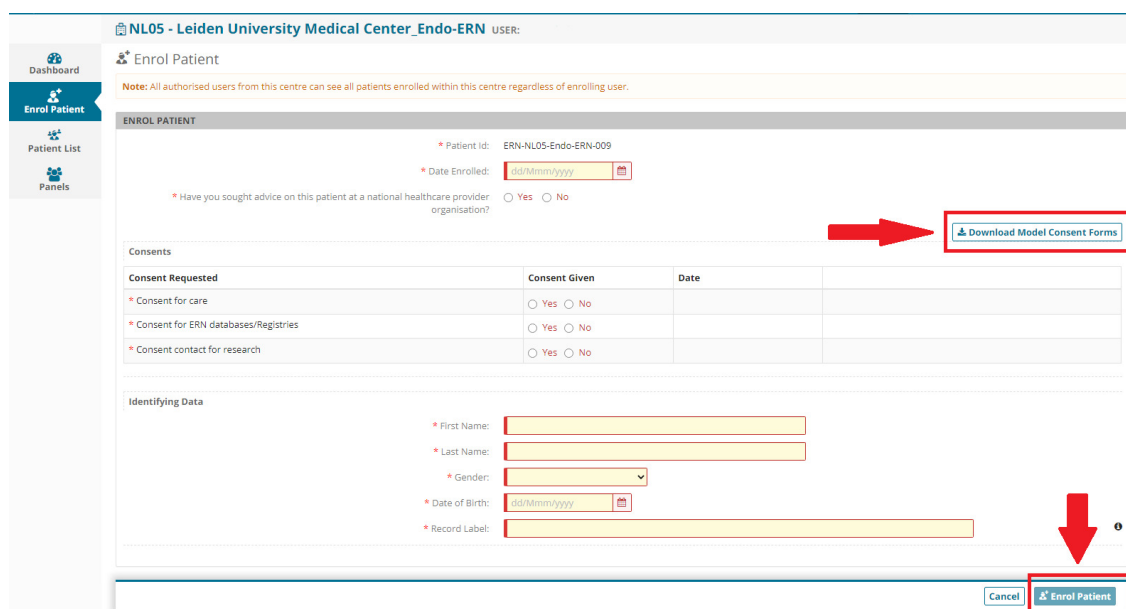 NL05 - Leiden University Medical Center_Endo-ERN USER:
Dashboard
Enrol Patient
Patient List
Panels
Enrol Patient
Note: All authorised users from this centre can see all patients enrolled within this centre regardless of enrolling user.
ENROL PATIENT
* Patient Id: ERN-NL05-Endo-ERN-009
* Date Enrolled: dd/Mmm/yyyy
* Have you sought advice on this patient at a national healthcare provider Yes No
organisation?
Download Model Consent Forms
Consents
Consent Requested Consent Given Date
* Consent for care Yes No
* Consent for ERN databases/Registries Yes No
* Consent contact for research Yes No
Identifying Data
* First Name:
* Last Name:
* Gender:
* Date of Birth: dd/Mmm/yyyy
* Record Label:
Cancel Enrol Patient